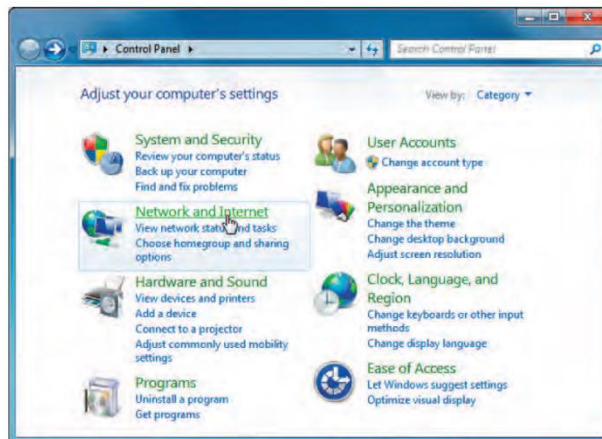 Control Panel
Search Control Panel
Adjust your computer's settings
View by: Category
System and Security
Review your computer's status
Back up your computer
Find and fix problems
Network and Internet
View network status and tasks
Choose homegroup and sharing
options
Hardware and Sound
View devices and printers
Add a device
Connect to a projector
Adjust commonly used mobility
settings
Programs
Uninstall a program
Get programs
User Accounts
Change account type
Appearance and
Personalization
Change the theme
Change desktop background
Adjust screen resolution
Clock, Language, and
Region
Change keyboards or other input
methods
Change display language
Ease of Access
Let Windows suggest settings
Optimize visual display